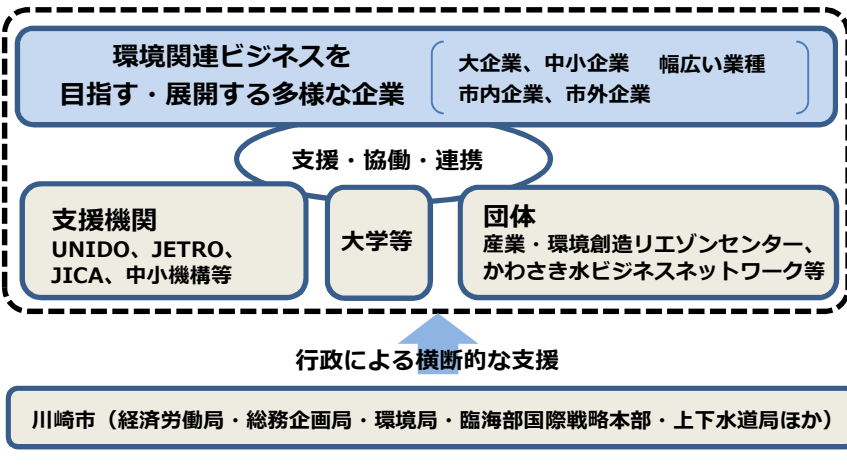 環境関連ビジネスを
目指す・展開する多様な企業
大企業、中小企業　幅広い業種
市内企業、市外企業
支援・協働・連携
支援機関
UNIDO、JETRO、
JICA、中小機構等
大学等
団体
産業・環境創造リエゾンセンター、
かわさき水ビジネスネットワーク等
行政による横断的な支援
川崎市（経済労働局・総務企画局・環境局・臨海部国際戦略本部・上下水道局ほか）